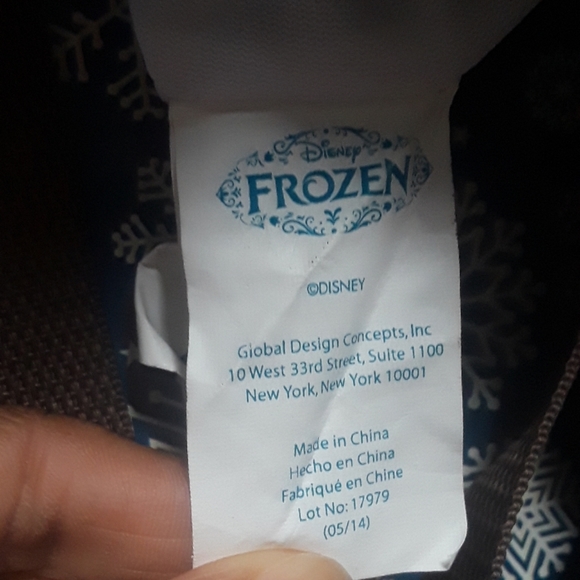 Disney
FROZEN
©DISNEY
Global Design Concepts, Inc
10 West 33rd Street, Suite 1100
New York, New York 10001
Made in China
Hecho en China
Fabriqué en Chine
Lot No: 17979
(05/14)